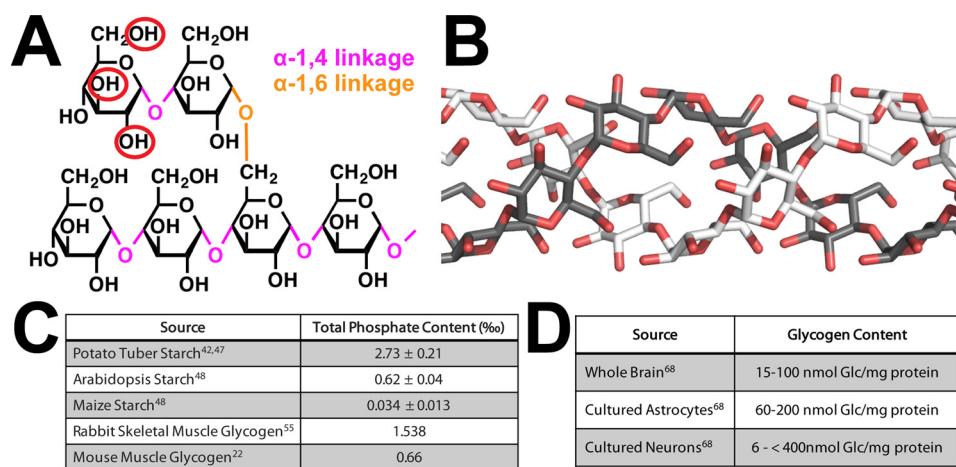 A
B
α-1,4 linkage
α-1,6 linkage
CH₂OH CH₂OH
O O
OH OH
HO O O
OH OH
CH₂OH CH₂OH CH₂ CH₂OH
O O O O
OH OH OH OH
HO O O O O
OH OH OH OH
C
Source Total Phosphate Content (‰)
Potato Tuber Starch⁴²,⁴⁷ 2.73 ± 0.21
Arabidopsis Starch⁴⁸ 0.62 ± 0.04
Maize Starch⁴⁸ 0.034 ± 0.013
Rabbit Skeletal Muscle Glycogen⁵⁵ 1.538
Mouse Muscle Glycogen²² 0.66
D
Source Glycogen Content
Whole Brain⁶⁸ 15-100 nmol Glc/mg protein
Cultured Astrocytes⁶⁸ 60-200 nmol Glc/mg protein
Cultured Neurons⁶⁸ 6 - < 400nmol Glc/mg protein